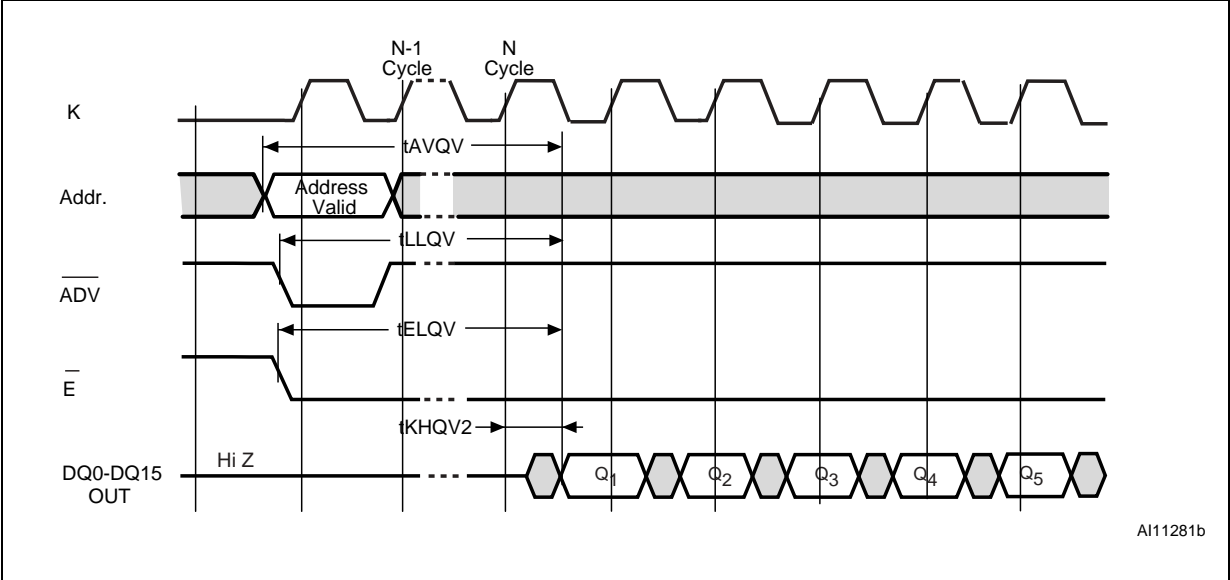 N-1
Cycle
N
Cycle
K
tAVQV
Addr.
Address
Valid
tLLQV
ADV
tELQV
E
tKHQV2
DQ0-DQ15
OUT
Hi Z
Q1
Q2
Q3
Q4
Q5
AI11281b